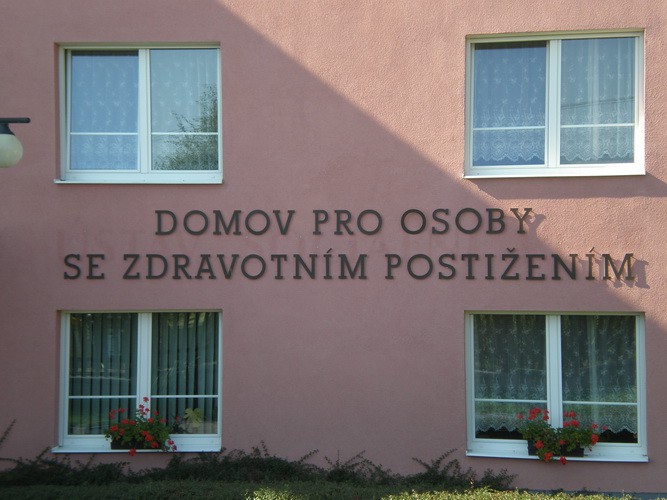 DOMOV PRO OSOBY
SE ZDRAVOTNÍM POSTIŽENÍM